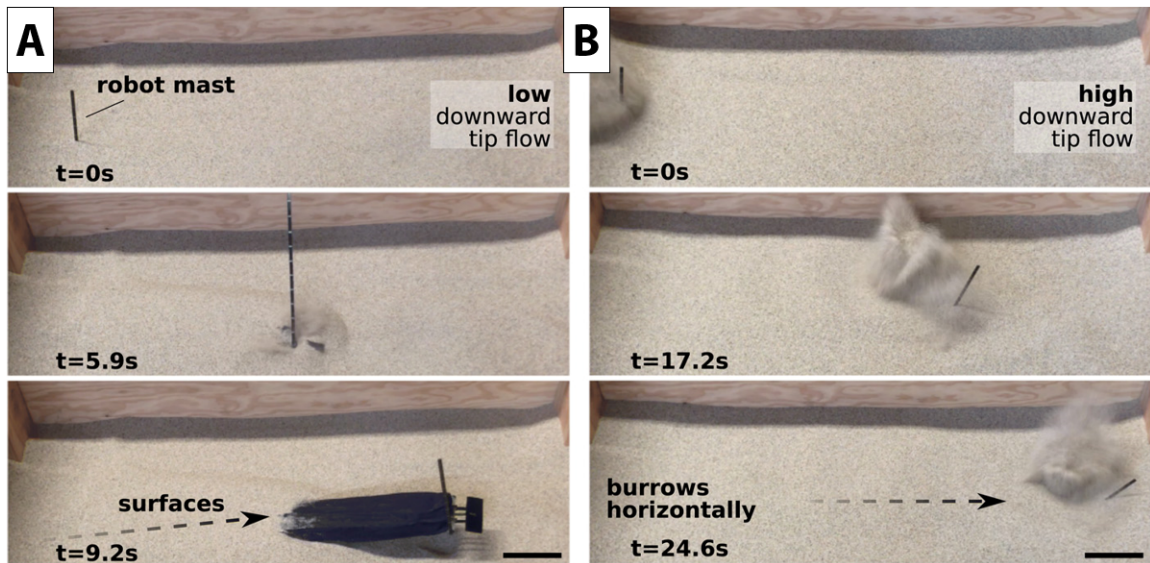 A
robot mast
low
downward
tip flow
t=0s
t=5.9s
surfaces
t=9.2s
B
high
downward
tip flow
t=0s
t=17.2s
burrows
horizontally
t=24.6s